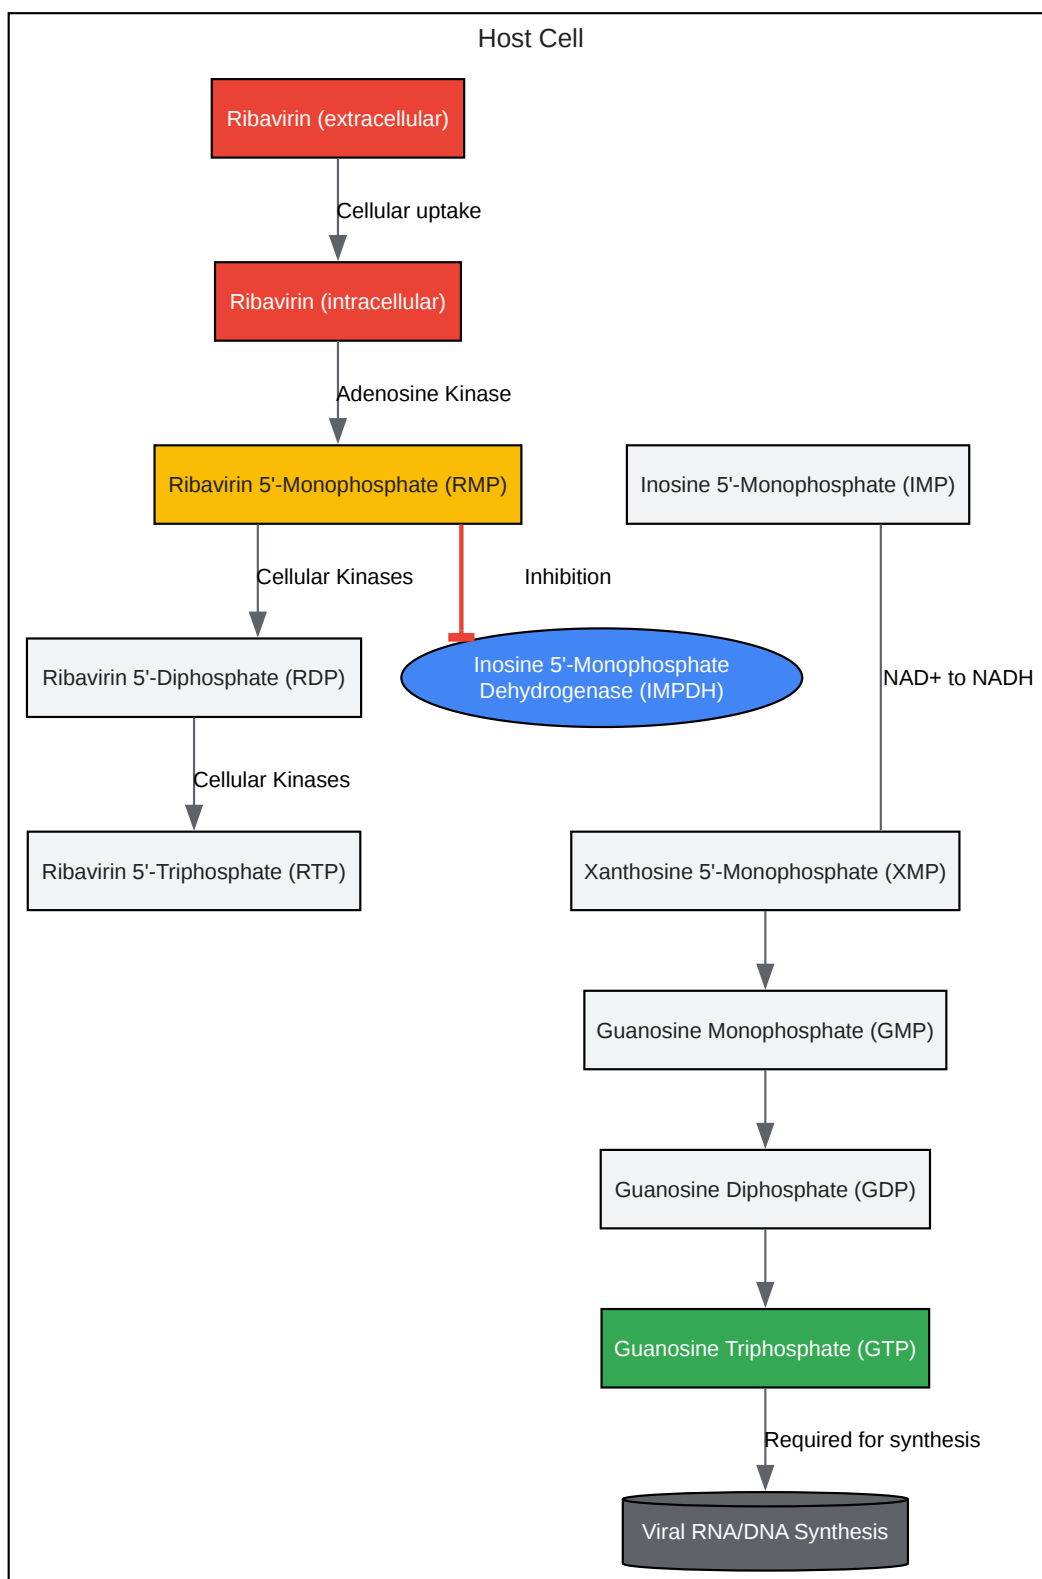 Host Cell
Ribavirin (extracellular)
Cellular uptake
Ribavirin (intracellular)
Adenosine Kinase
Ribavirin 5'-Monophosphate (RMP)
Inosine 5'-Monophosphate (IMP)
Cellular Kinases
Inhibition
Ribavirin 5'-Diphosphate (RDP)
Inosine 5'-Monophosphate
Dehydrogenase (IMPDH)
NAD+ to NADH
Cellular Kinases
Ribavirin 5'-Triphosphate (RTP)
Xanthosine 5'-Monophosphate (XMP)
Guanosine Monophosphate (GMP)
Guanosine Diphosphate (GDP)
Guanosine Triphosphate (GTP)
Required for synthesis
Viral RNA/DNA Synthesis